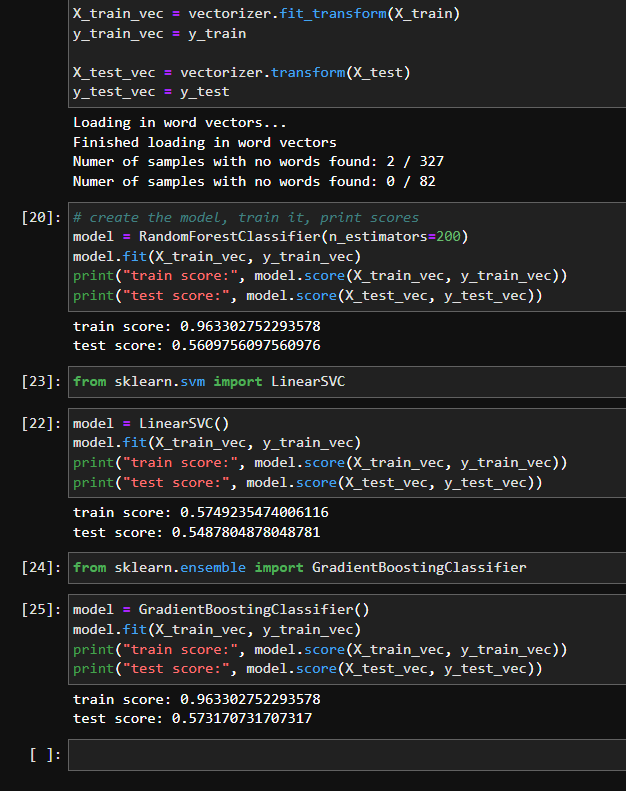 X_train_vec = vectorizer.fit_transform(X_train)
y_train_vec = y_train
X_test_vec = vectorizer.transform(X_test)
y_test_vec = y_test
Loading in word vectors...
Finished loading in word vectors
Numer of samples with no words found: 2 / 327
Numer of samples with no words found: 0 / 82
[20]: # create the model, train it, print scores
model = RandomForestClassifier(n_estimators=200)
model.fit(X_train_vec, y_train_vec)
print("train score:", model.score(X_train_vec, y_train_vec))
print("test score:", model.score(X_test_vec, y_test_vec))
train score: 0.963302752293578
test score: 0.5609756097560976
[23]: from sklearn.svm import LinearSVC
[22]: model = LinearSVC()
model.fit(X_train_vec, y_train_vec)
print("train score:", model.score(X_train_vec, y_train_vec))
print("test score:", model.score(X_test_vec, y_test_vec))
train score: 0.5749235474006116
test score: 0.5487804878048781
[24]: from sklearn.ensemble import GradientBoostingClassifier
[25]: model = GradientBoostingClassifier()
model.fit(X_train_vec, y_train_vec)
print("train score:", model.score(X_train_vec, y_train_vec))
print("test score:", model.score(X_test_vec, y_test_vec))
train score: 0.963302752293578
test score: 0.573170731707317
[ ]: